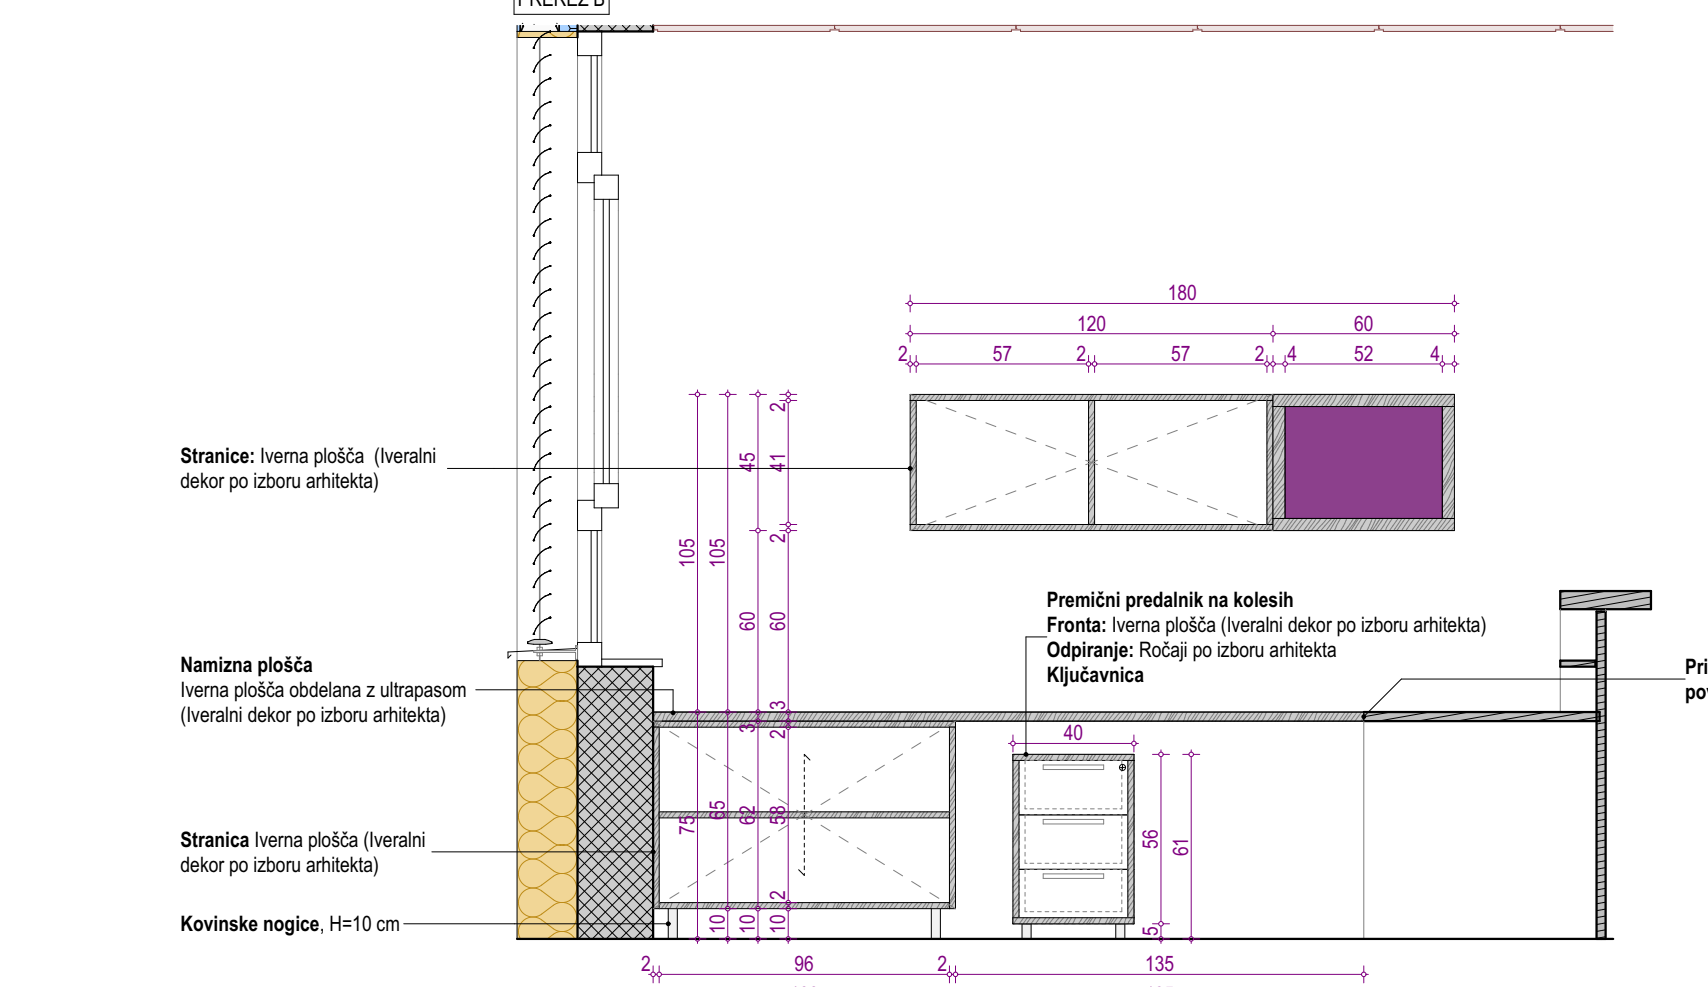 PREREZ B
180
120 60
2 57 2 57 2 4 52 4
2
45 41
Stranice: Iverna plošča (Iveralni
dekor po izboru arhitekta)
105 105 2
60 60
Premični predalnik na kolesih
Fronta: Iverna plošča (Iveralni dekor po izboru arhitekta)
Odpiranje: Ročaji po izboru arhitekta
Ključavnica
Namizna plošča
Iverna plošča obdelana z ultrapasom
(Iveralni dekor po izboru arhitekta)
Pri
pov
3
3 2
40
75 65 62 58
56 61
Stranica Iverna plošča (Iveralni
dekor po izboru arhitekta)
2
Kovinske nogice, H=10 cm
10 10 10 5
2 96 2 135